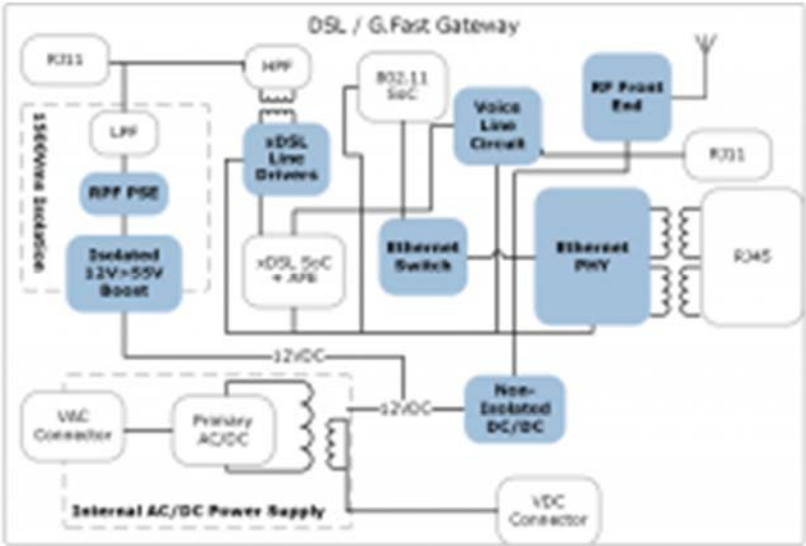 DSL / G.Fast Gateway
RJ11
HPF
802.11
SoC
Voice
Line
Circuit
RF Front
End
LPF
xDSL
Line
Drivers
RJ11
RPF PSE
Isolated
12V>55V
Boost
xDSL SoC
+ AFE
Ethernet
Switch
Ethernet
PHY
RJ45
12VDC
VAC
Connector
Primary
AC/DC
12VDC
Non-
Isolated
DC/DC
Internal AC/DC Power Supply
VDC
Connector
Isolation